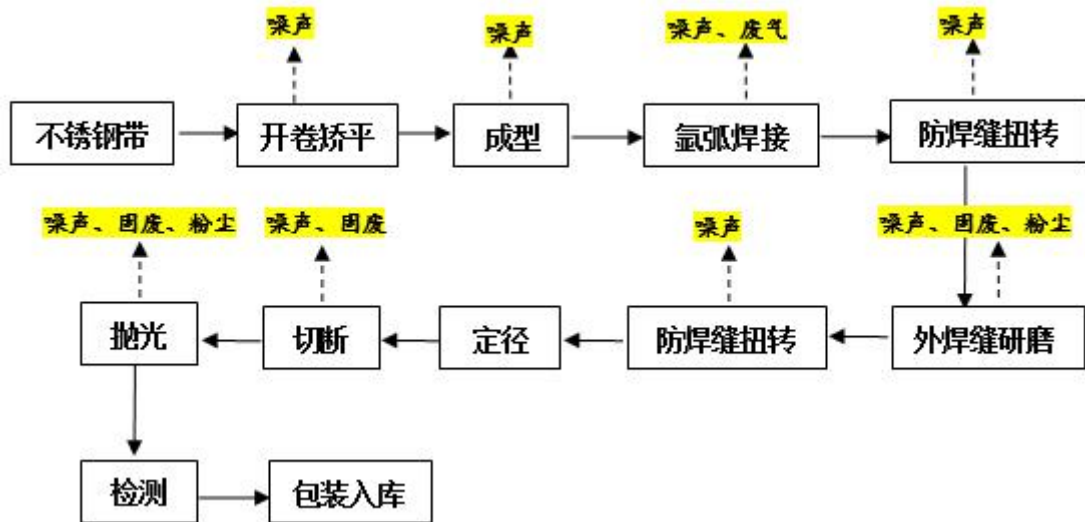 噪声
噪声
噪声、废气
噪声
不锈钢带
开卷矫平
成型
氩弧焊接
防焊缝扭转
噪声、固废、粉尘
噪声、固废
噪声
噪声、固废、粉尘
抛光
切断
定径
防焊缝扭转
外焊缝研磨
检测
包装入库